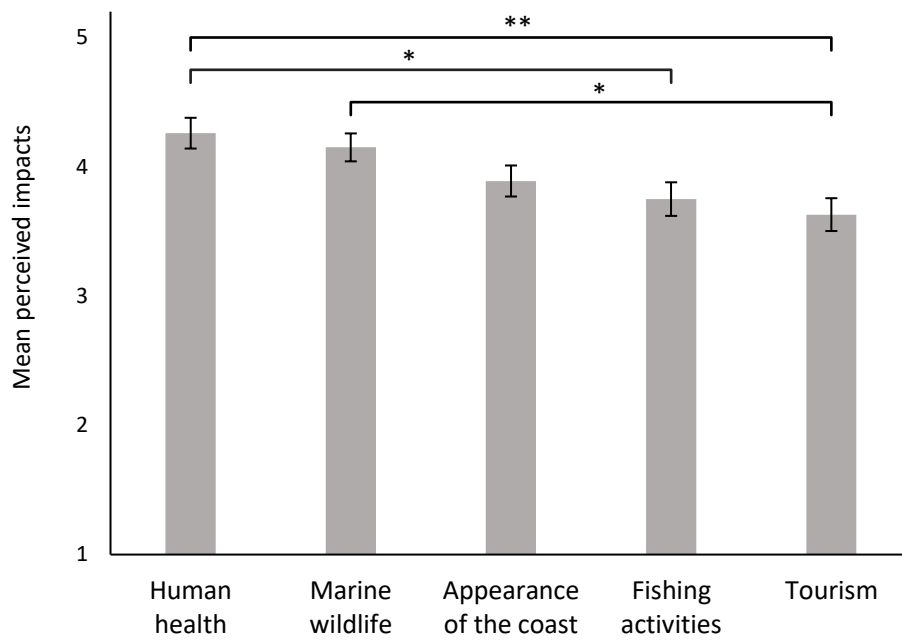 5
**
*
*
4
3
2
1
Mean perceived impacts
Human health
Marine wildlife
Appearance of the coast
Fishing activities
Tourism